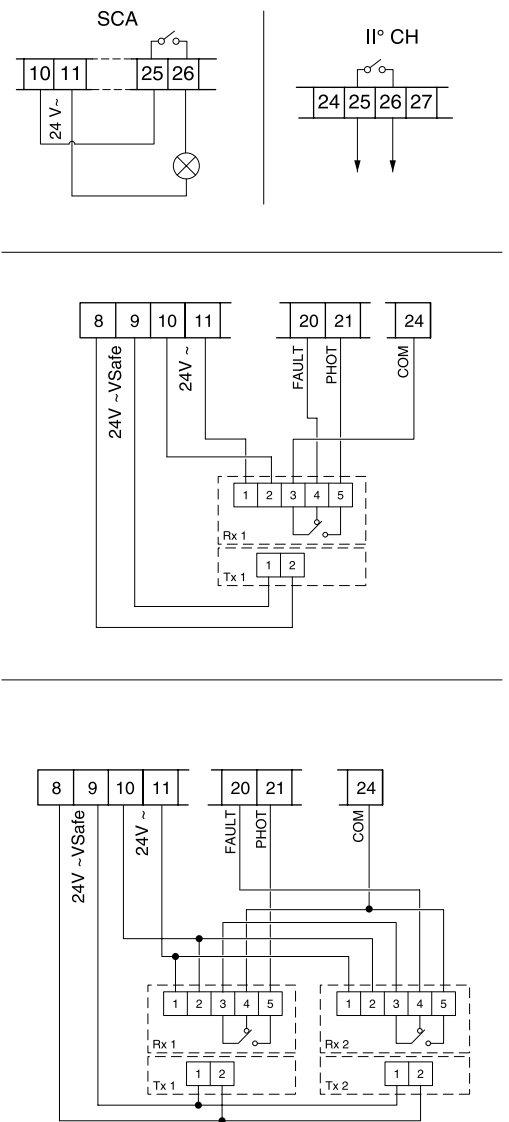 SCA
II° CH
10 11 25 26
24 V~
24 25 26 27
8 9 10 11 20 21 24
24V ~VSafe
24V ~
FAULT
PHOT
COM
1 2 3 4 5
Rx 1
1 2
Tx 1
8 9 10 11 20 21 24
24V ~VSafe
24V ~
FAULT
PHOT
COM
1 2 3 4 5
1 2 3 4 5
Rx 1
Rx 2
1 2
1 2
Tx 1
Tx 2